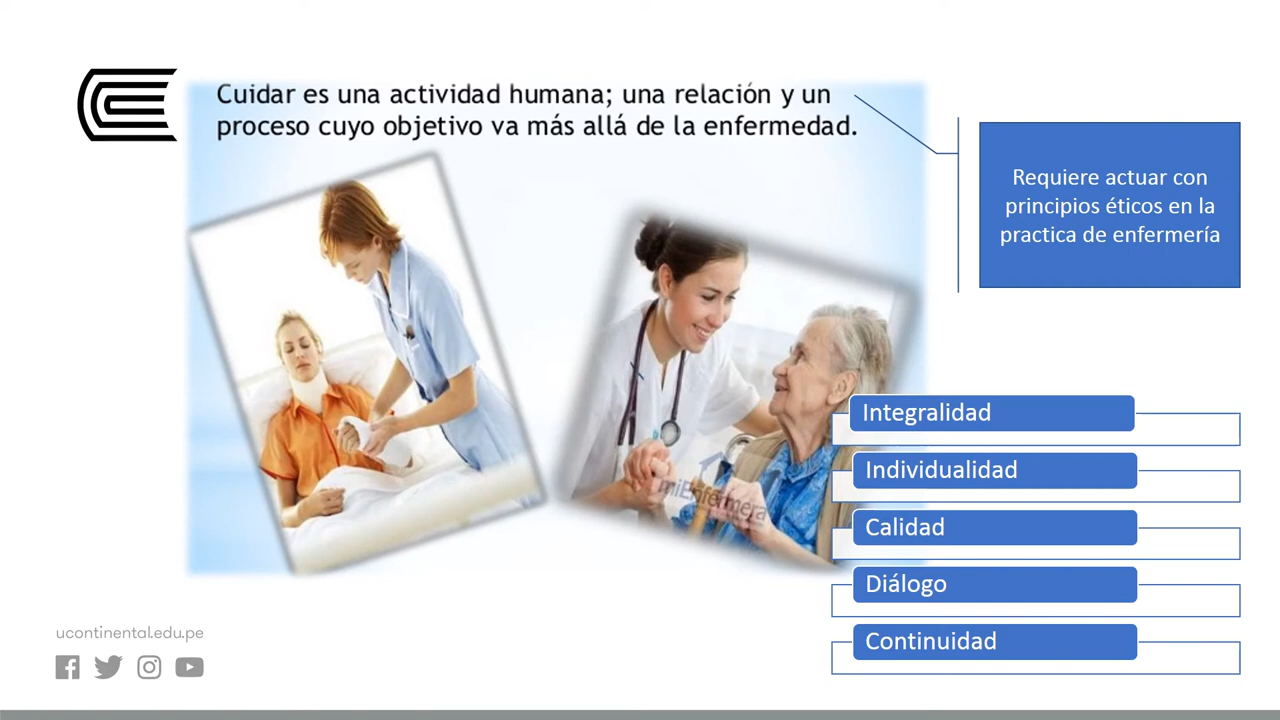 Cuidar es una actividad humana; una relación y un
proceso cuyo objetivo va más allá de la enfermedad.
Requiere actuar con
principios éticos en la
practica de enfermería
miEnfermera
Integralidad
Individualidad
Calidad
Diálogo
Continuidad
ucontinental.edu.pe